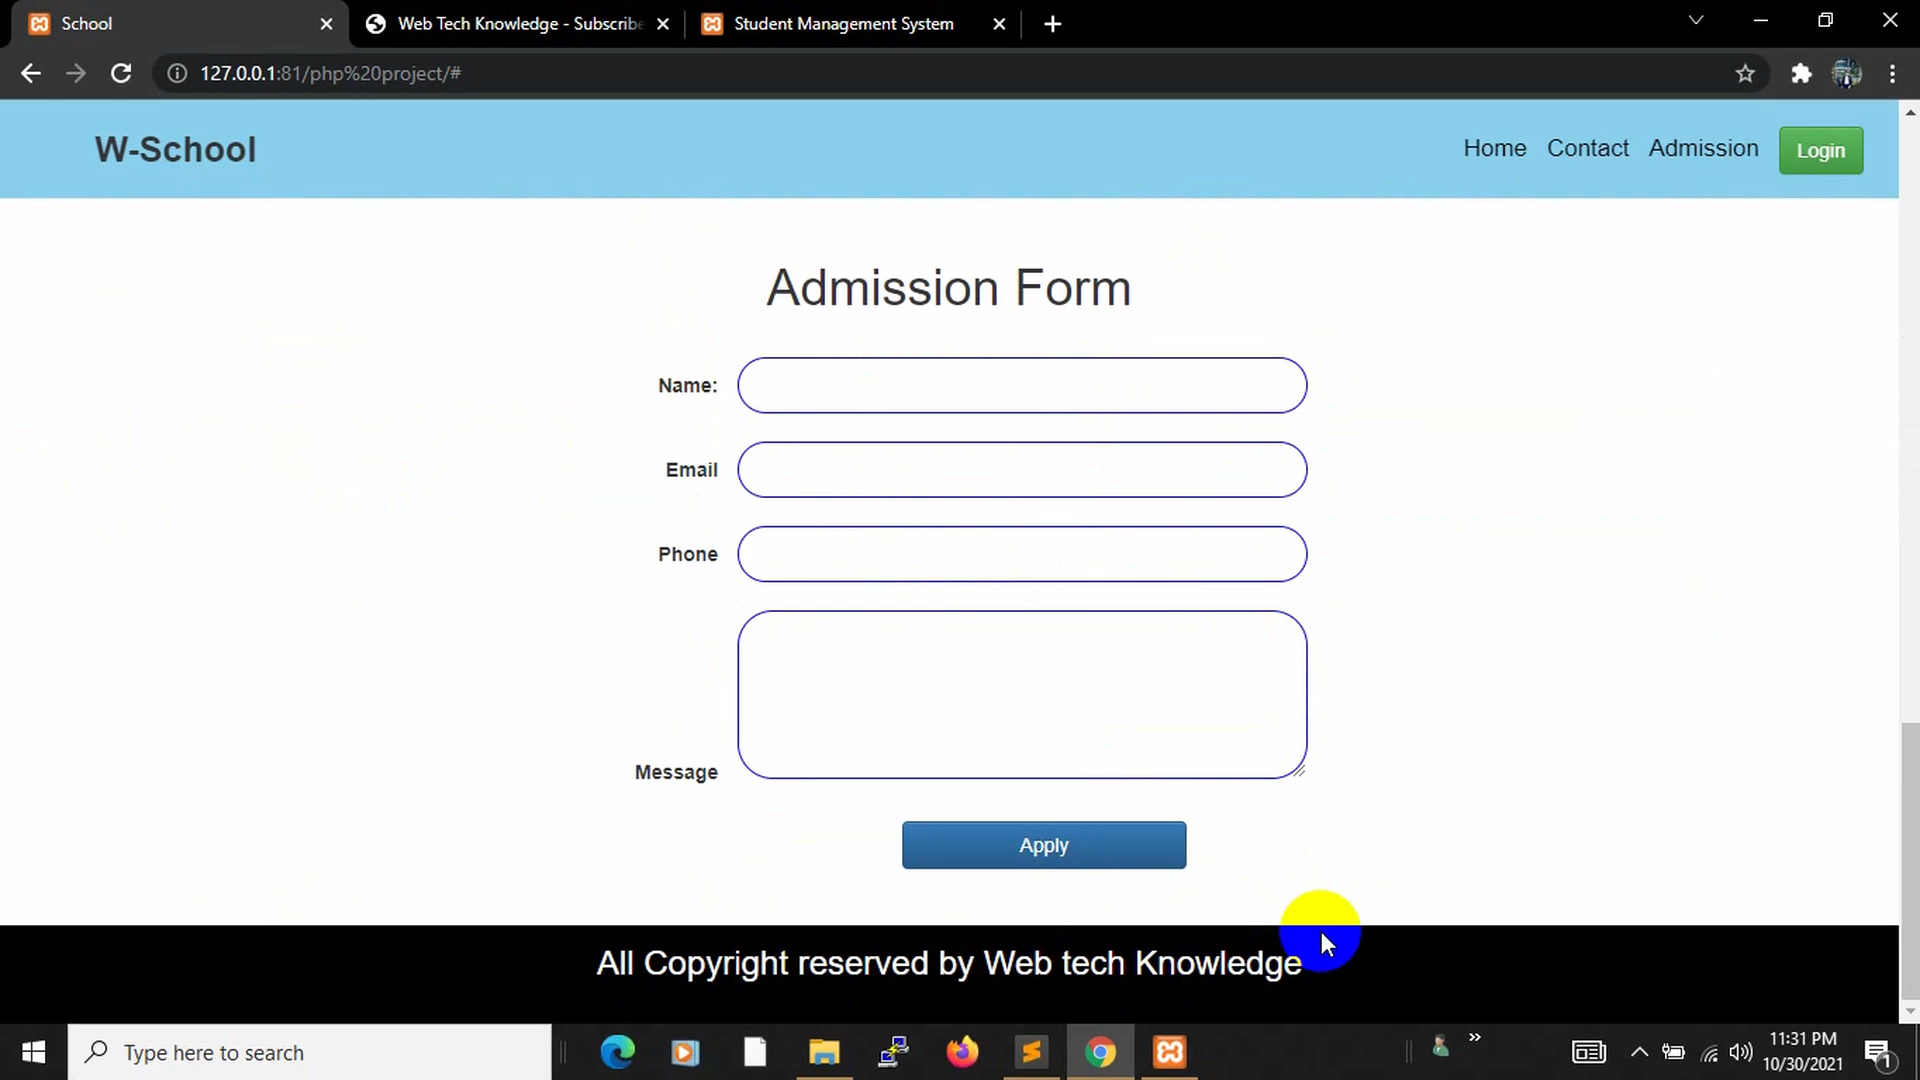 School
Web Tech Knowledge - Subscribe
Student Management System
127.0.0.1:81/php%20project/#
W-School
Home
Contact
Admission
Login
Admission Form
Name:
Email
Phone
Message
Apply
All Copyright reserved by Web tech Knowledge
Type here to search
11:31 PM
10/30/2021
1